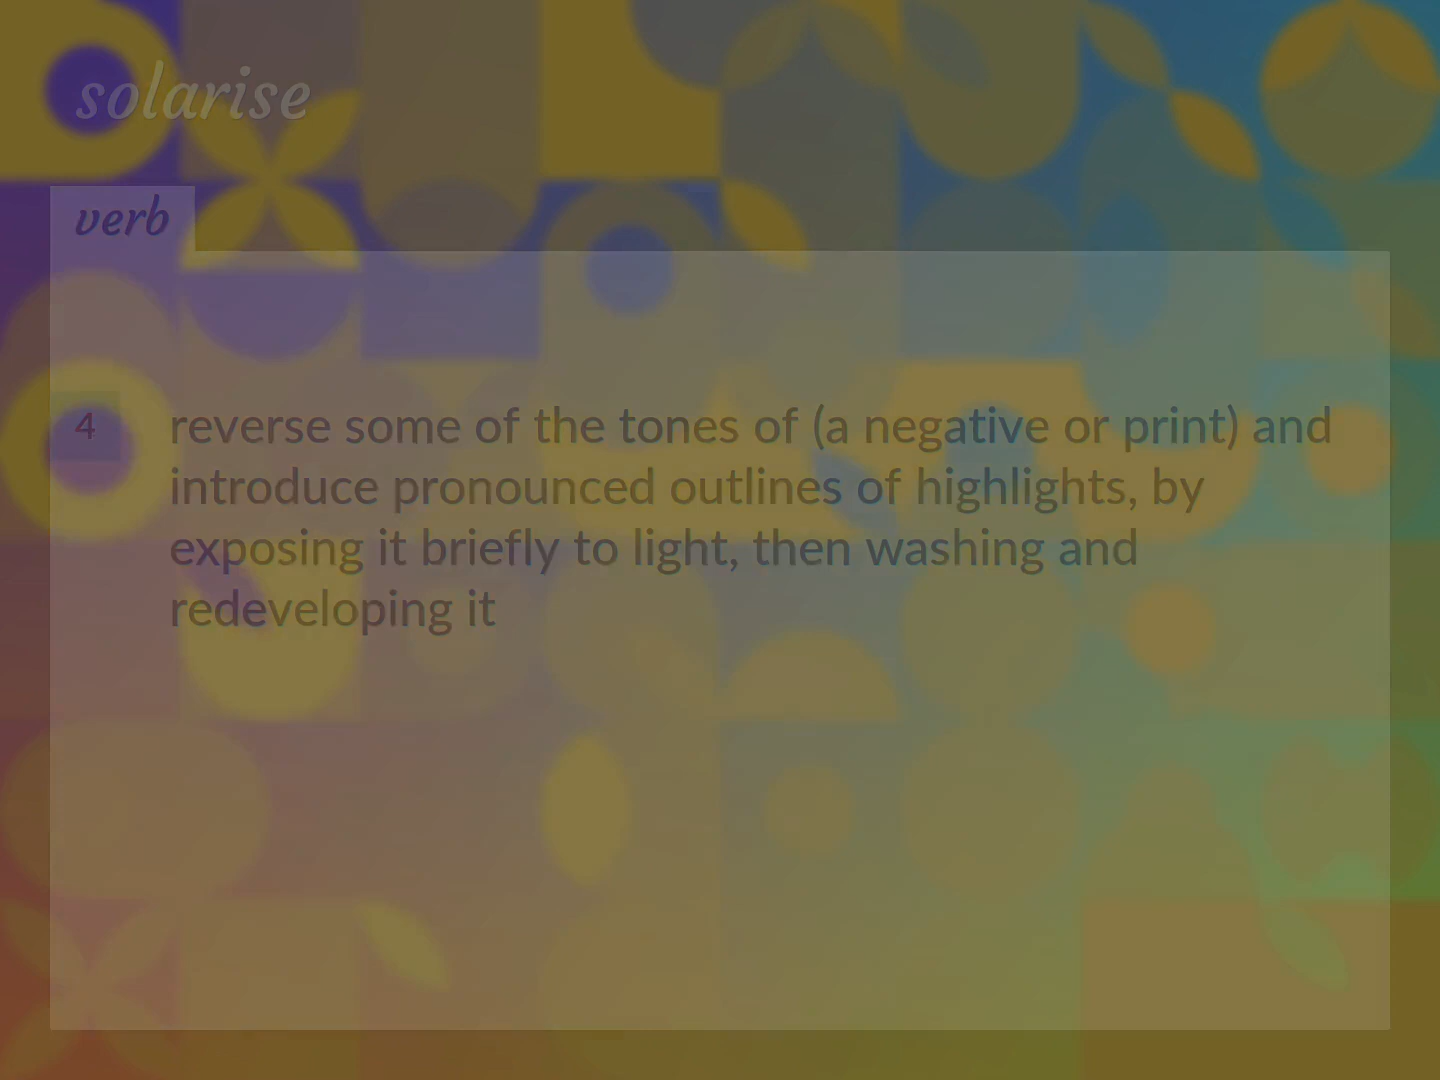 solarise
verb
4 reverse some of the tones of (a negative or print) and
introduce pronounced outlines of highlights, by
exposing it briefly to light, then washing and
redeveloping it